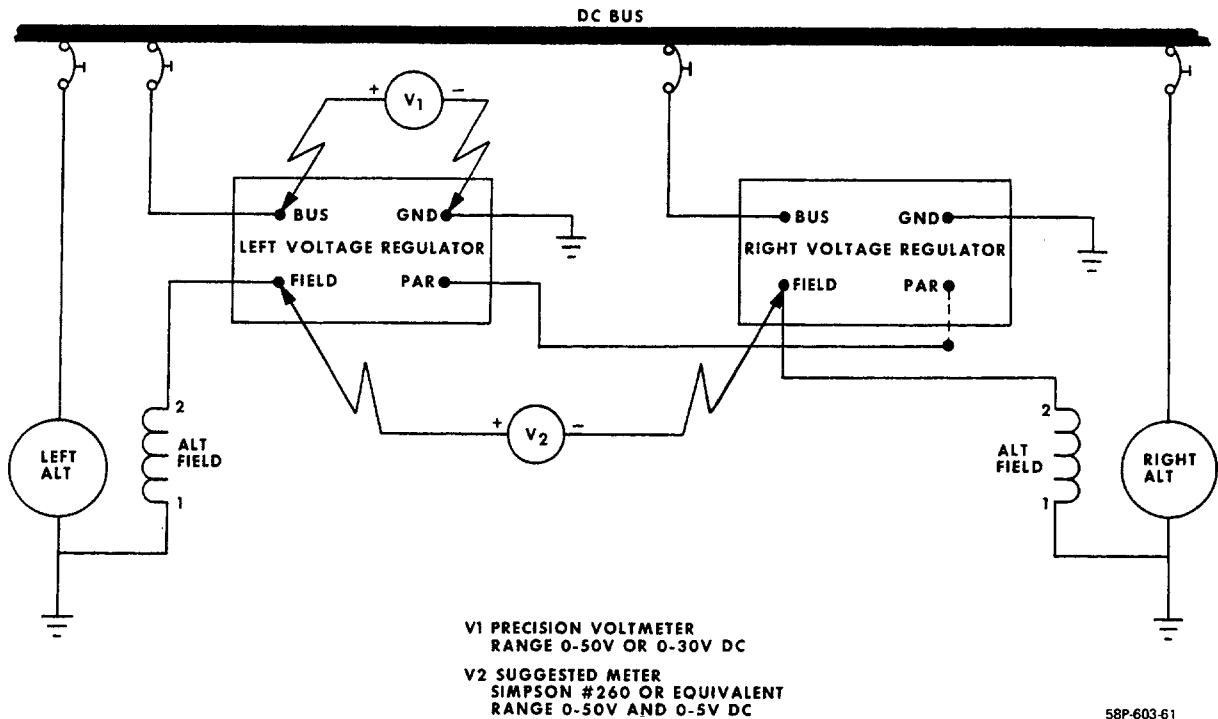 DC BUS
+ V1 −
BUS GND
LEFT VOLTAGE REGULATOR
FIELD PAR
BUS GND
RIGHT VOLTAGE REGULATOR
FIELD PAR
+ V2 −
LEFT
ALT
2
ALT
FIELD
1
2
ALT
FIELD
1
RIGHT
ALT
V1 PRECISION VOLTMETER
RANGE 0-50V OR 0-30V DC
V2 SUGGESTED METER
SIMPSON #260 OR EQUIVALENT
RANGE 0-50V AND 0-5V DC
58P-603-61